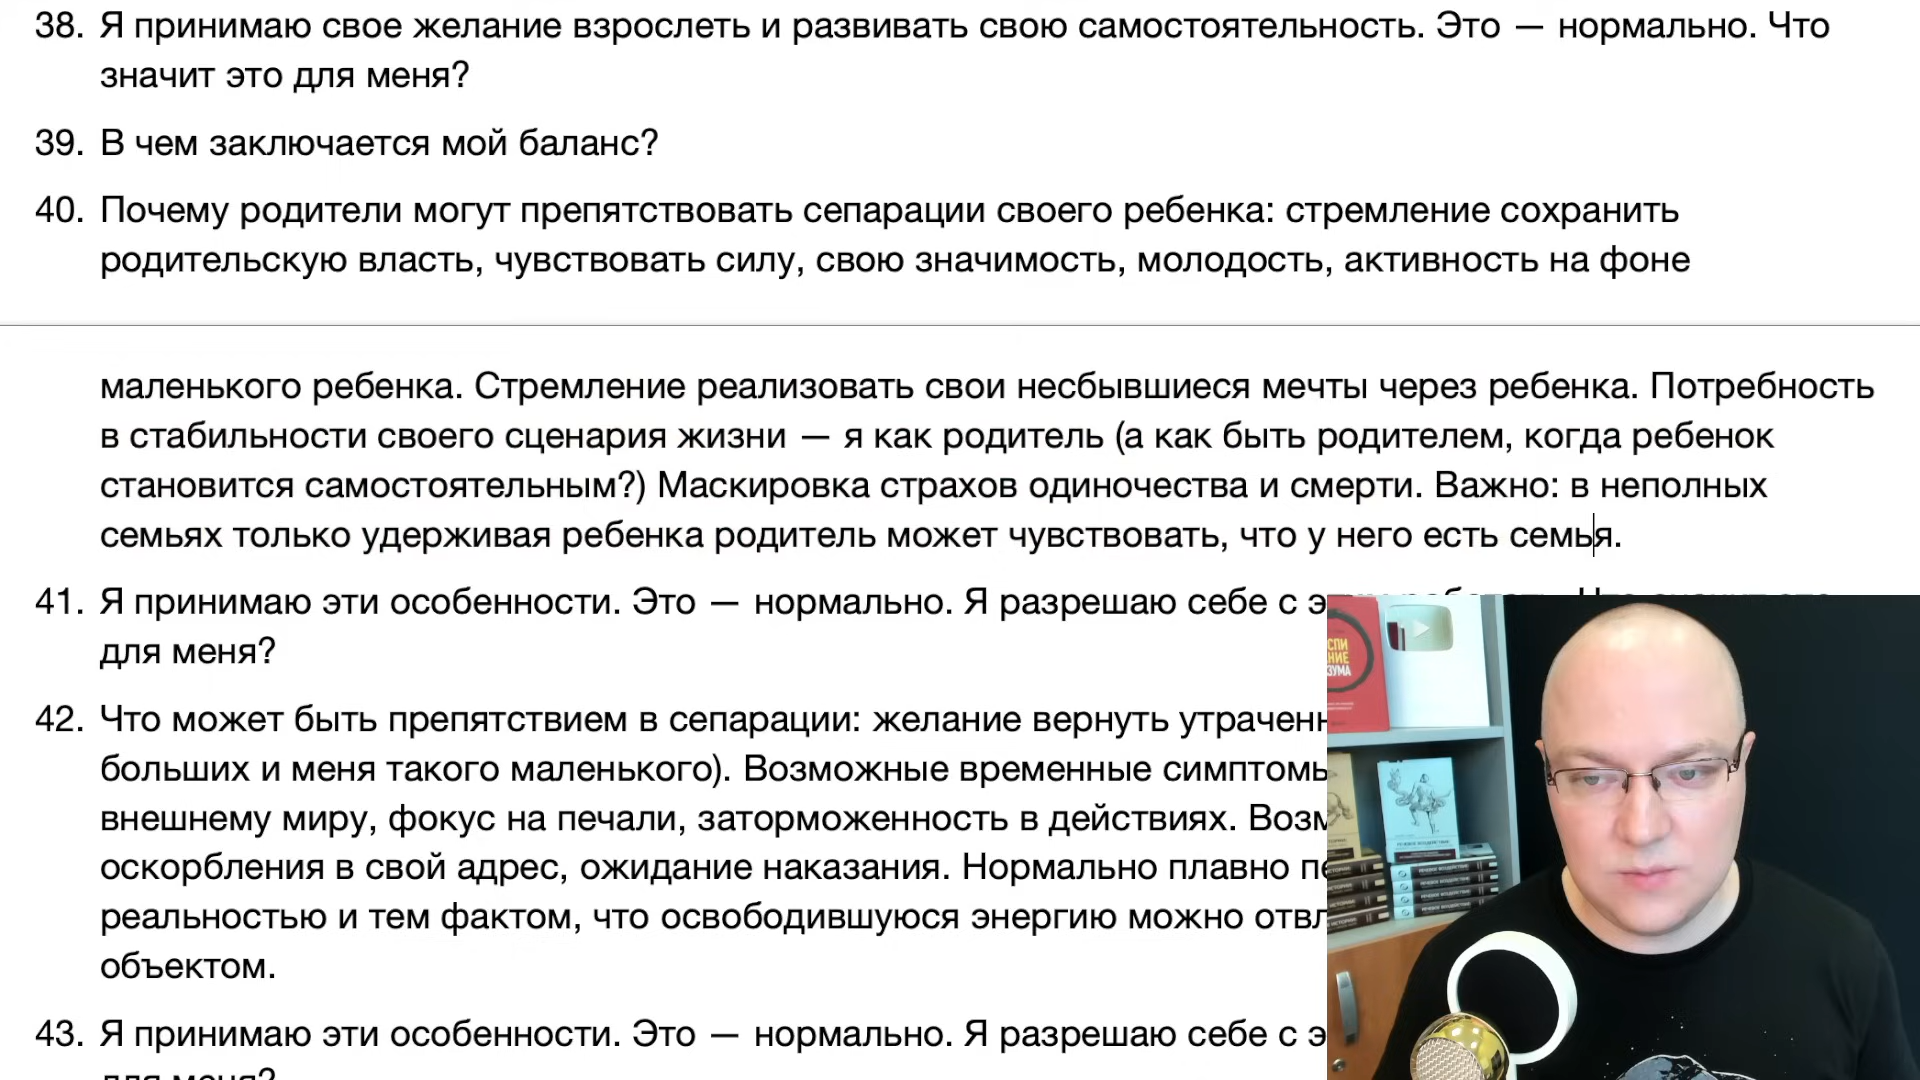 38. Я принимаю свое желание взрослеть и развивать свою самостоятельность. Это — нормально. Что
значит это для меня?
39. В чем заключается мой баланс?
40. Почему родители могут препятствовать сепарации своего ребенка: стремление сохранить
родительскую власть, чувствовать силу, свою значимость, молодость, активность на фоне
маленького ребенка. Стремление реализовать свои несбывшиеся мечты через ребенка. Потребность
в стабильности своего сценария жизни — я как родитель (а как быть родителем, когда ребенок
становится самостоятельным?) Маскировка страхов одиночества и смерти. Важно: в неполных
семьях только удерживая ребенка родитель может чувствовать, что у него есть семья.
41. Я принимаю эти особенности. Это — нормально. Я разрешаю себе с
для меня?
42. Что может быть препятствием в сепарации: желание вернуть
больших и меня такого маленького). Возможные временные
внешнему миру, фокус на печали, заторможенность в действиях.
оскорбления в свой адрес, ожидание наказания. Нормально плавно
реальностью и тем фактом, что освободившуюся энергию можно
объектом.
43. Я принимаю эти особенности. Это — нормально. Я разрешаю себе с
для меня?